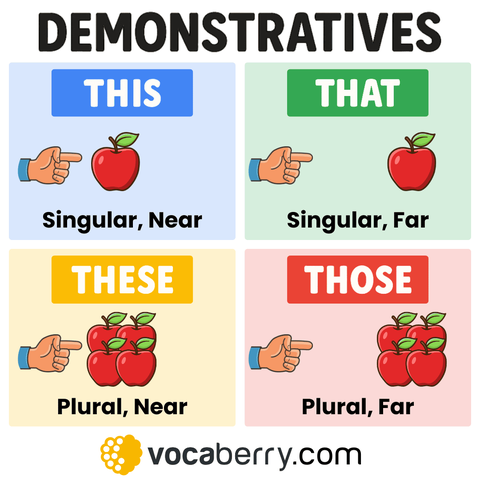 DEMONSTRATIVES
THIS
Singular, Near
THAT
Singular, Far
THESE
Plural, Near
THOSE
Plural, Far
vocaberry.com